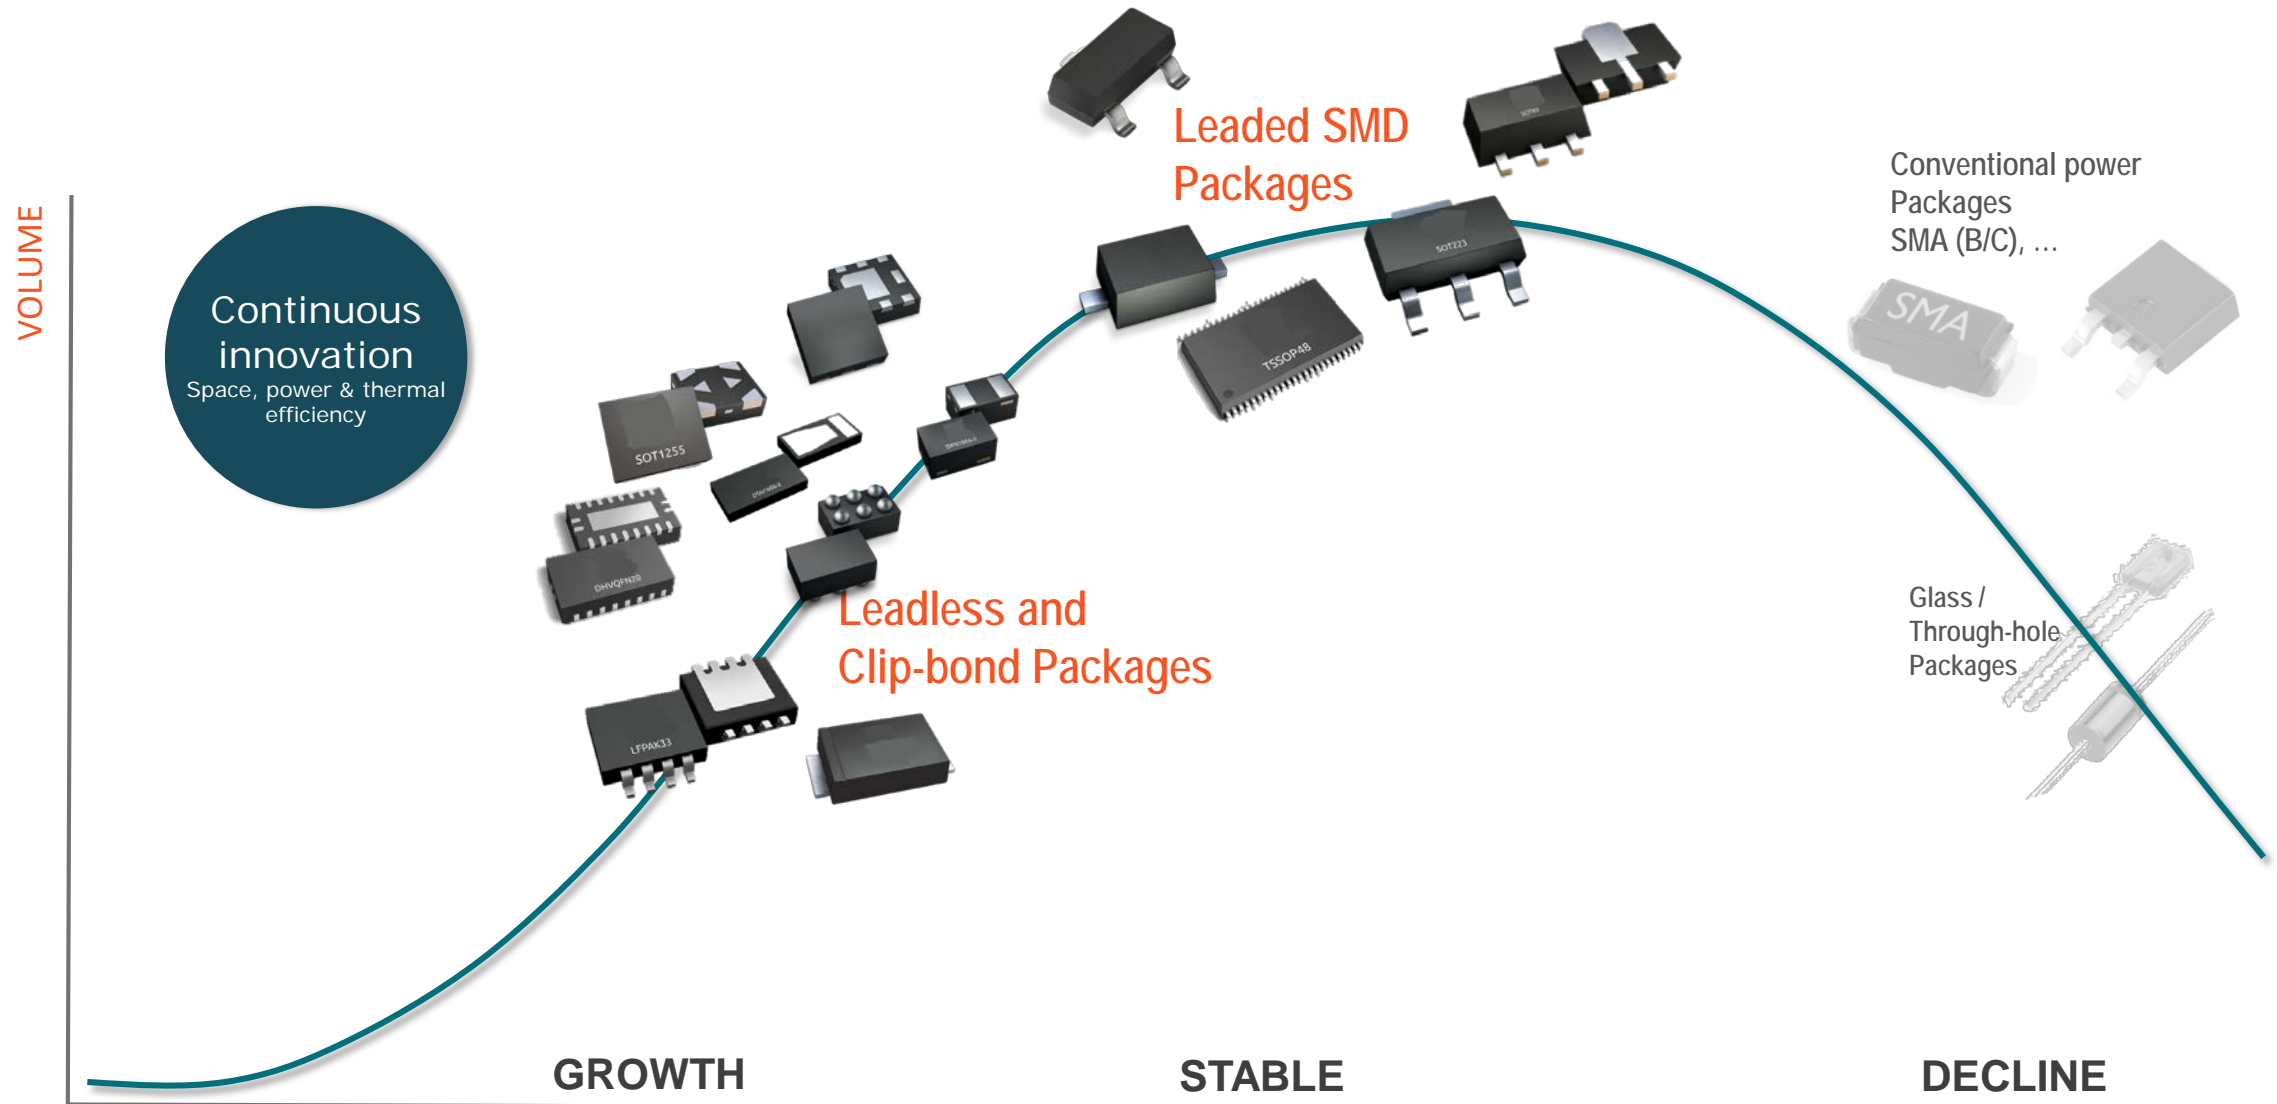 VOLUME
Continuous
innovation
Space, power & thermal
efficiency
Leaded SMD
Packages
Conventional power
Packages
SMA (B/C), ...
SMA
SOT223
TSSOP48
SOT1255
DHVQFN20
LFPAK33
Leadless and
Clip-bond Packages
Glass /
Through-hole
Packages
GROWTH
STABLE
DECLINE